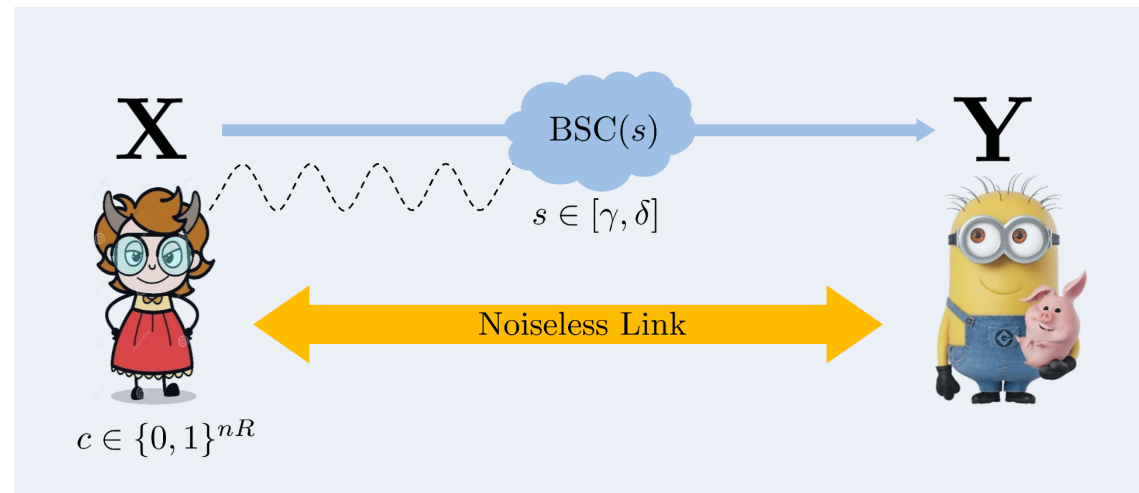 X
BSC(s)
Y
s ∈ [γ, δ]
Noiseless Link
c ∈ {0, 1}ⁿᴿ